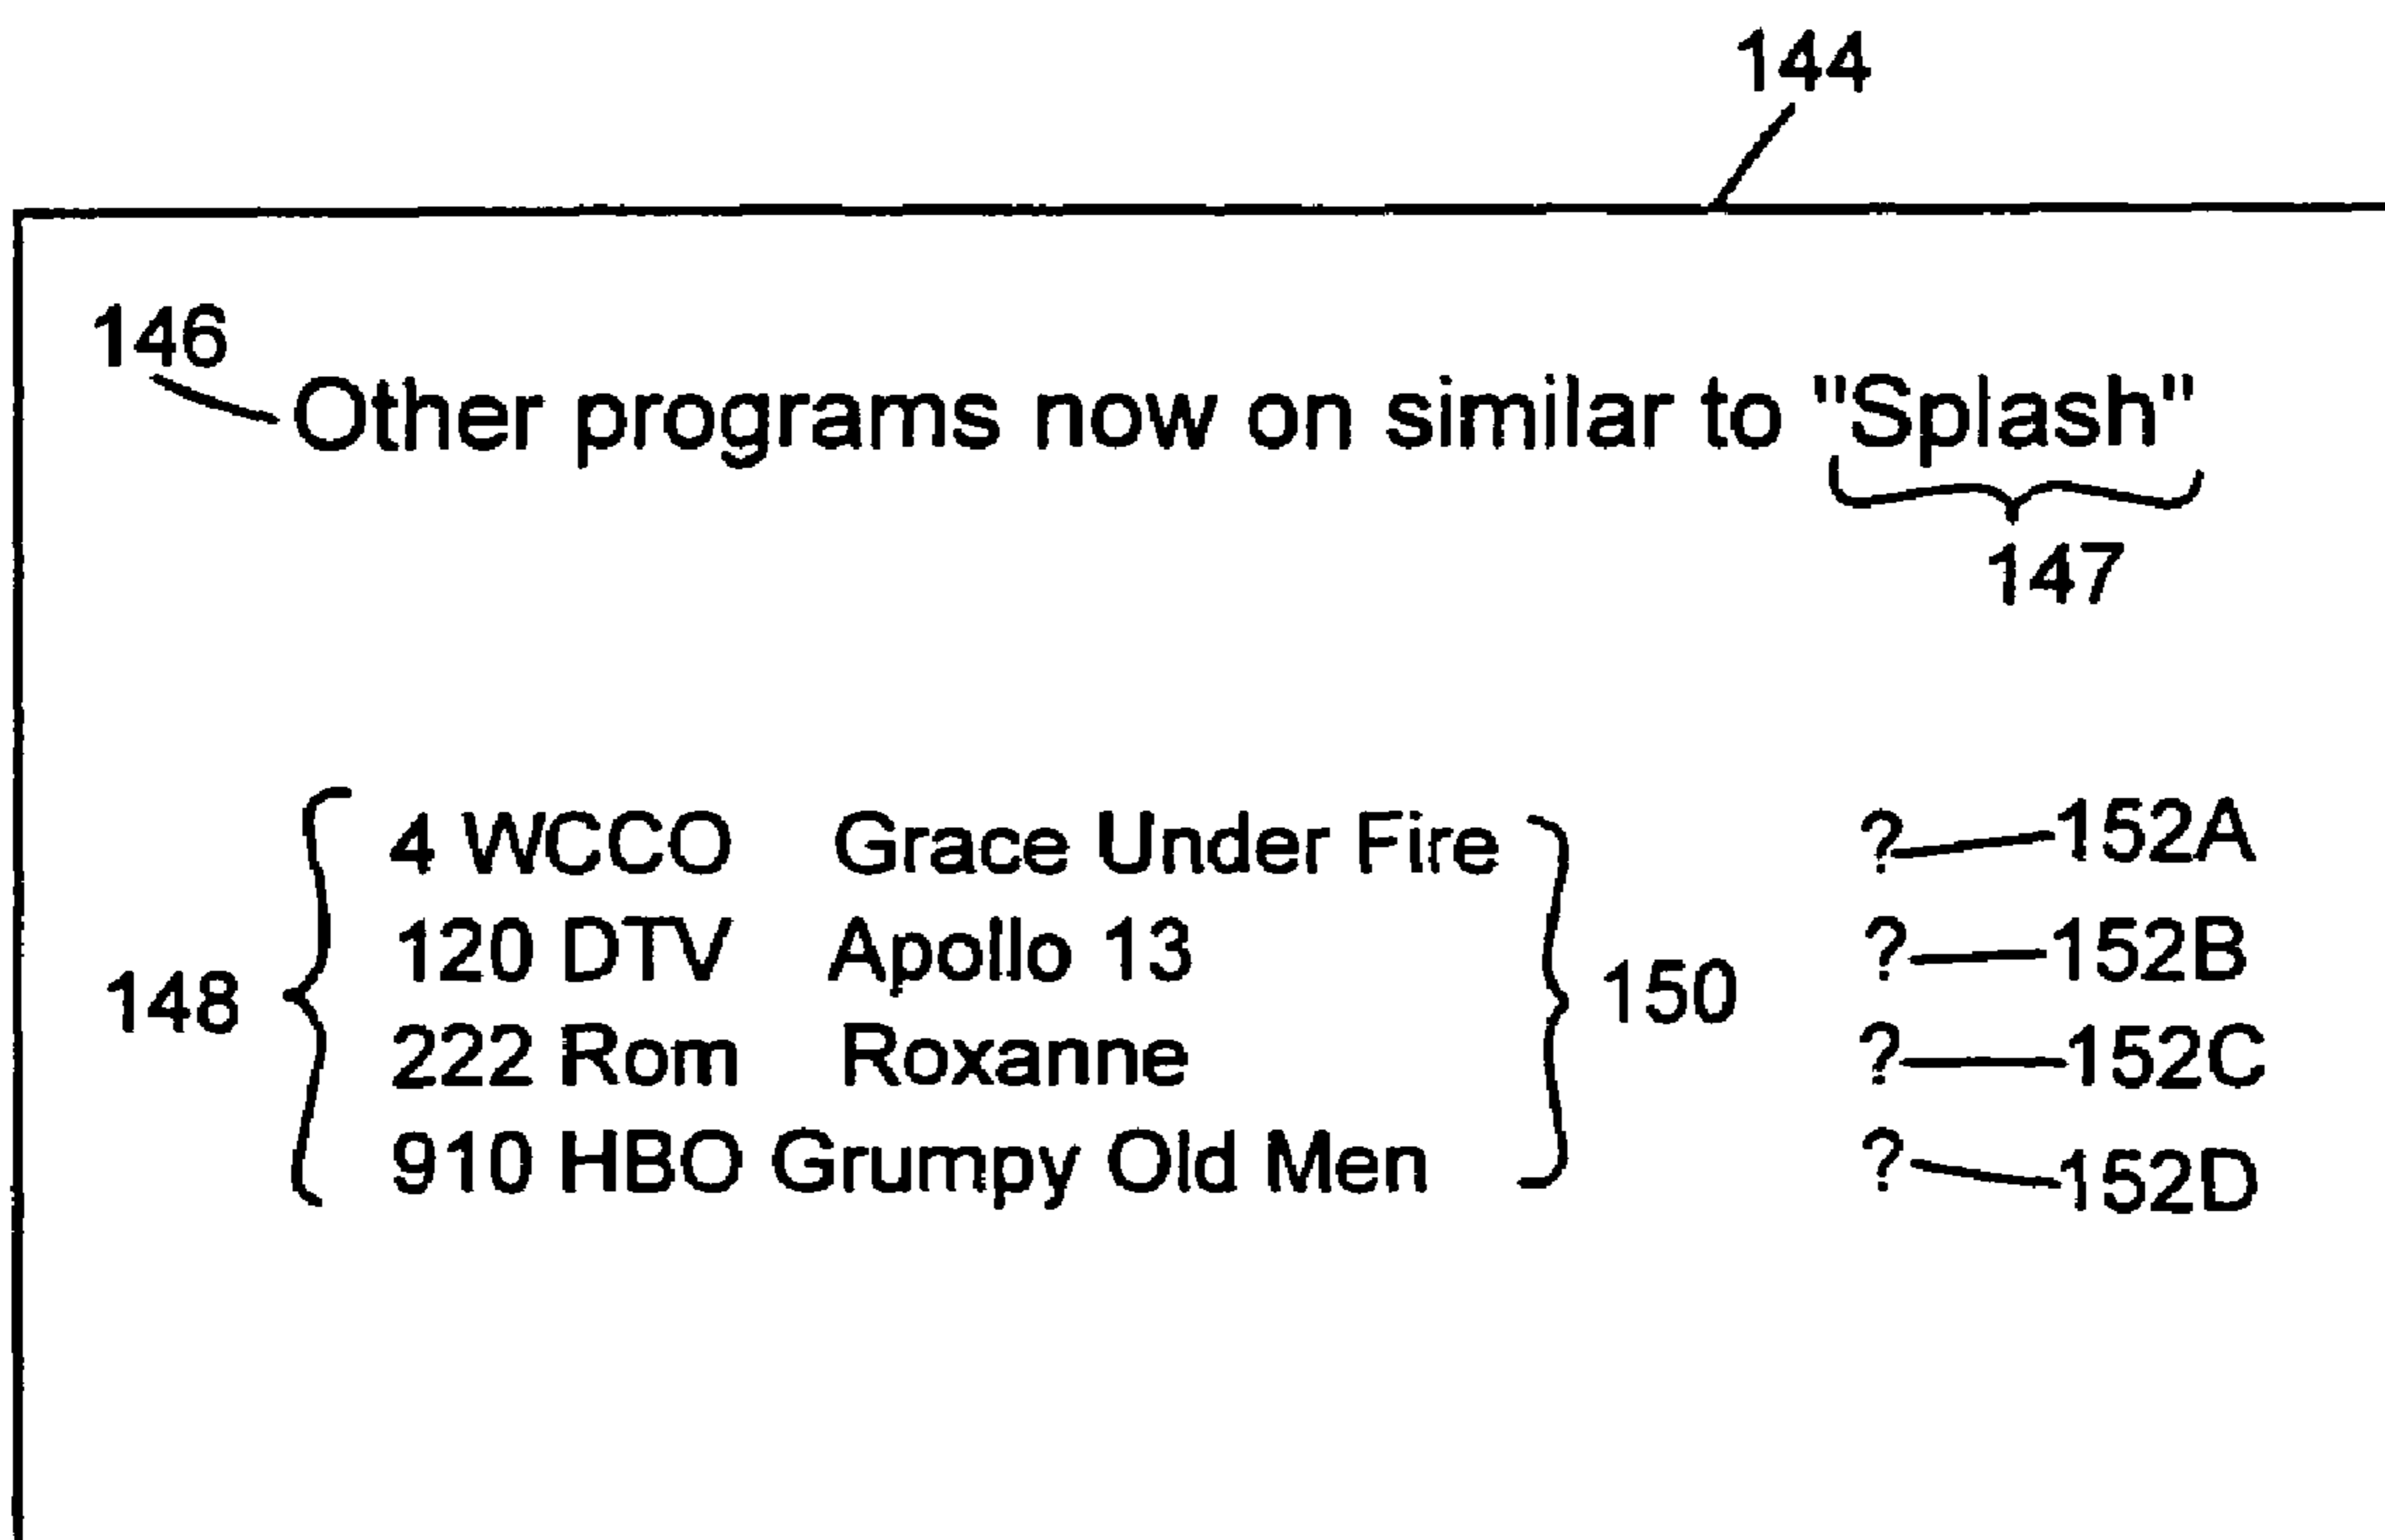 144
146
Other programs now on similar to "Splash"
147
4 WCCO Grace Under Fire ? 152A
120 DTV Apollo 13 ? 152B
148 150
222 Rom Roxanne ? 152C
910 HBO Grumpy Old Men ? 152D